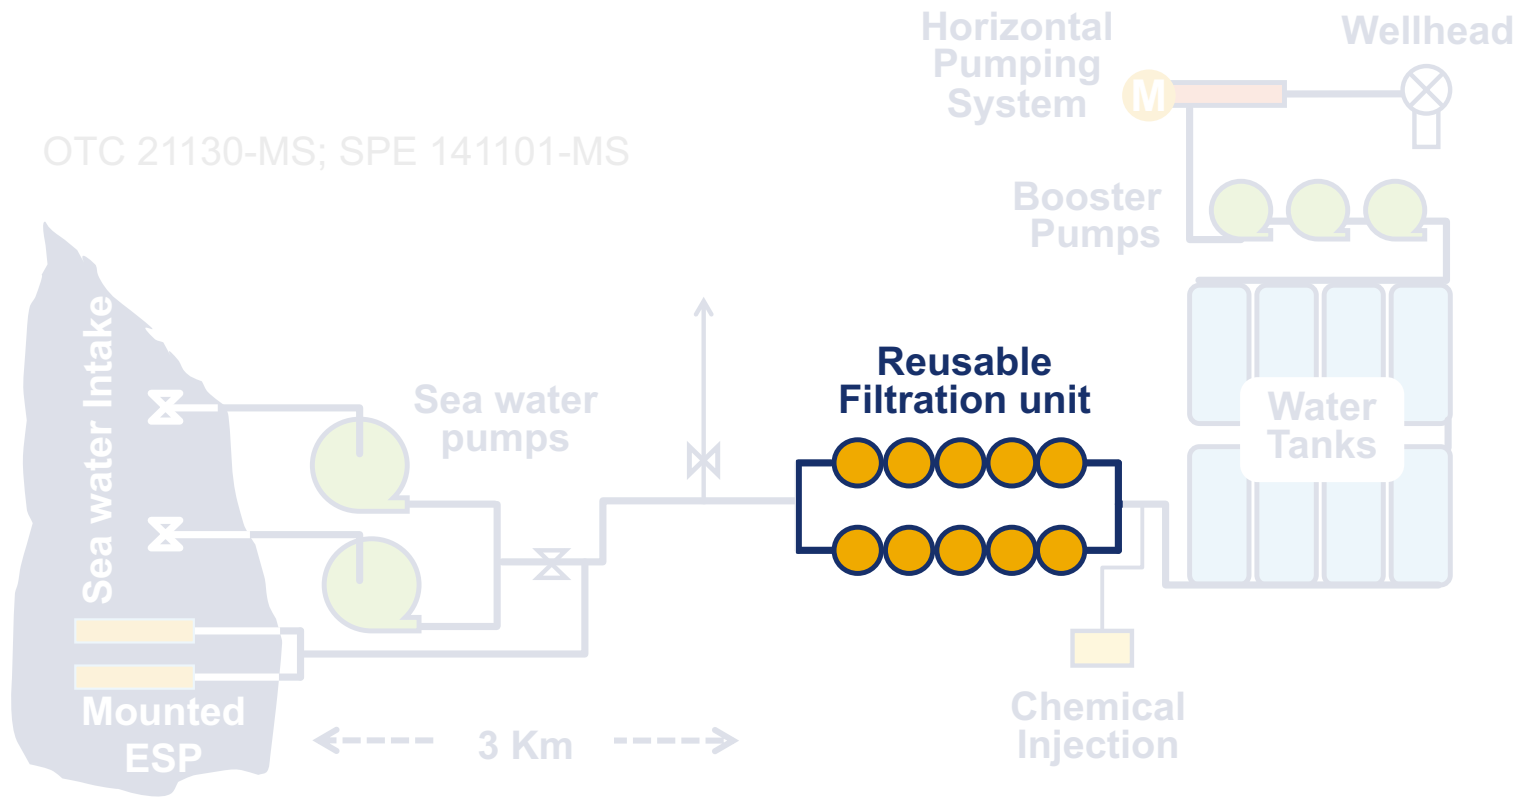 Horizontal
Pumping
System
M
Wellhead
OTC 21130-MS; SPE 141101-MS
Booster
Pumps
Sea water Intake
Reusable
Filtration unit
Sea water
pumps
Water
Tanks
Mounted
ESP
3 Km
Chemical
Injection